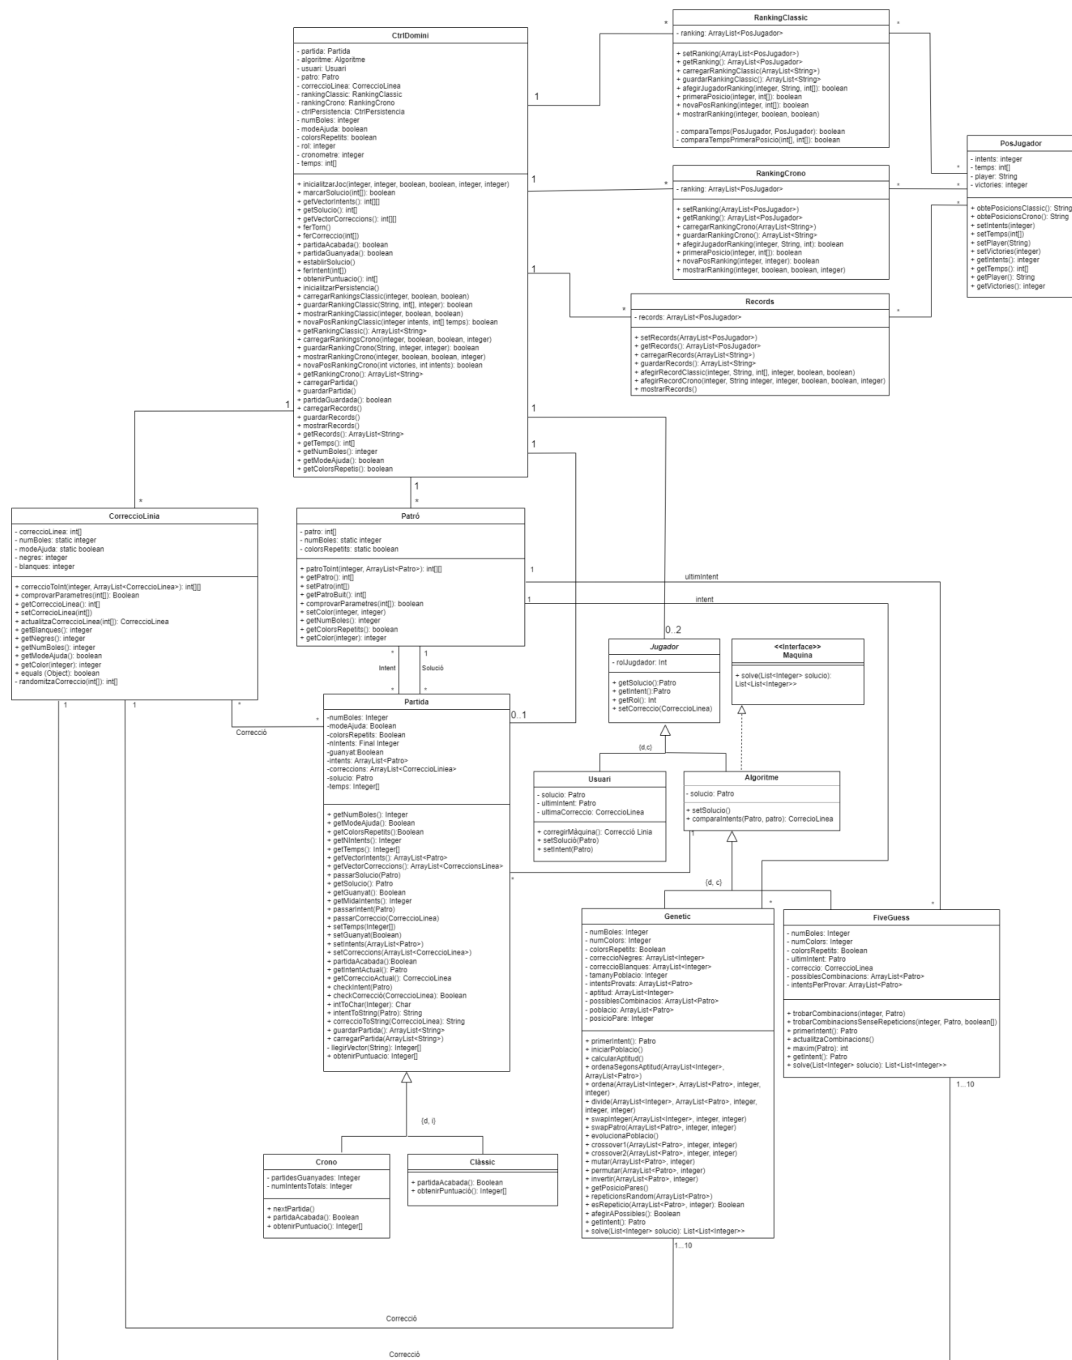 CtrlDomini
- partida: Partida
- algoritme: Algoritme
- usuari: Usuari
- patro: Patro
- correccioLinea: CorreccioLinea
- rankingClassic: RankingClassic
- rankingCrono: RankingCrono
- ctrlPersistencia: CtrlPersistencia
- numBoles: integer
- modeAjuda: boolean
- colorsRepetits: boolean
- rol: integer
- cronometre: integer
- temps: int[]
+ inicialitzarJoc(integer, integer, boolean, boolean, integer, integer)
+ marcarSolucio(int[]): boolean
+ getVectorIntents(): int[][]
+ getSolucio(): int[]
+ getVectorCorreccions(): int[][]
+ ferTorn()
+ ferCorreccio(int[])
+ partidaAcabada(): boolean
+ partidaGuanyada(): boolean
+ establirSolucio()
+ ferIntent(int[])
+ obtenirPuntuacio(): int[]
+ inicialitzarPersistencia()
+ carregarRankingsClassic(integer, boolean, boolean)
+ guardarRankingClassic(String, int[], integer): boolean
+ mostrarRankingClassic(integer, boolean, boolean)
+ novaPosRankingClassic(integer intents, int[] temps): boolean
+ getRankingClassic(): ArrayList<String>
+ carregarRankingsCrono(integer, boolean, boolean, integer)
+ guardarRankingCrono(String, integer, integer): boolean
+ mostrarRankingCrono(integer, boolean, boolean, integer)
+ novaPosRankingCrono(int victories, int intents): boolean
+ getRankingCrono(): ArrayList<String>
+ carregarPartida()
+ guardarPartida()
+ partidaGuardada(): boolean
+ carregarRecords()
+ guardarRecords()
+ mostrarRecords()
+ getRecords(): ArrayList<String>
+ getTemps(): int[]
+ getNumBoles(): integer
+ getModeAjuda(): boolean
+ getColorsRepetis(): boolean
RankingClassic
- ranking: ArrayList<PosJugador>
+ setRanking(ArrayList<PosJugador>)
+ getRanking(): ArrayList<PosJugador>
+ carregarRankingClassic(ArrayList<String>)
+ guardarRankingClassic(): ArrayList<String>
+ afegirJugadorRanking(integer, String, int[]): boolean
+ primeraPosicio(integer, int[]): boolean
+ novaPosRanking(integer, int[]): boolean
+ mostrarRanking(integer, boolean, boolean)
- comparaTemps(PosJugador, PosJugador): boolean
- comparaTempsPrimeraPosicio(int[], int[]): boolean
PosJugador
- intents: integer
- temps: int[]
- player: String
- victories: integer
+ obtePosicionsClassic(): String
+ obtePosicionsCrono(): String
+ setIntents(integer)
+ setTemps(int[])
+ setPlayer(String)
+ setVictories(integer)
+ getIntents(): integer
+ getTemps(): int[]
+ getPlayer(): String
+ getVictories(): integer
RankingCrono
- ranking: ArrayList<PosJugador>
+ setRanking(ArrayList<PosJugador>)
+ getRanking(): ArrayList<PosJugador>
+ carregarRankingCrono(ArrayList<String>)
+ guardarRankingCrono(): ArrayList<String>
+ afegirJugadorRanking(integer, String, int): boolean
+ primeraPosicio(integer, int[]): boolean
+ novaPosRanking(integer, integer): boolean
+ mostrarRanking(integer, boolean, boolean, integer)
Records
- records: ArrayList<PosJugador>
+ setRecords(ArrayList<PosJugador>)
+ getRecords(): ArrayList<PosJugador>
+ carregarRecords(ArrayList<String>)
+ guardarRecords(): ArrayList<String>
+ afegirRecordClassic(integer, String, int[], integer, boolean, boolean)
+ afegirRecordCrono(integer, String integer, integer, boolean, boolean, integer)
+ mostrarRecords()
1
*
*
*
1
*
*
*
1
*
*
*
1
*
1
*
1
0..2
1
0..1
CorreccioLinia
- correccioLinea: int[]
- numBoles: static integer
- modeAjuda: static boolean
- negres: integer
- blanques: integer
+ correccioToInt(integer, ArrayList<CorreccioLinea>): int[][]
+ comprovarParametres(int[]): Boolean
+ getCorreccioLinea(): int[]
+ setCorrecioLinea(int[])
+ actualitzaCorreccioLinea(int[]): CorreccioLinea
+ getBlanques(): integer
+ getNegres(): integer
+ getNumBoles(): integer
+ getModeAjuda(): boolean
+ getColor(integer): integer
+ equals (Object): boolean
- randomitzaCorreccio(int[]): int[]
Patró
- patro: int[]
- numBoles: static integer
- colorsRepetits: static boolean
+ patroToInt(integer, ArrayList<Patro>): int[][]
+ getPatro(): int[]
+ setPatro(int[])
+ getPatroBuit(): int[]
+ comprovarParametres(int[]): boolean
+ setColor(integer, integer)
+ getNumBoles(): integer
+ getColorsRepetits(): boolean
+ getColor(integer): integer
1
ultimIntent
1
intent
*
1
Intent
Solució
*
*
*
*
Correcció
1
1
Jugador
- rolJugdador: Int
+ getSolucio():Patro
+ getIntent():Patro
+ getRol(): Int
+ setCorreccio(CorreccioLinea)
<<Interface>>
Maquina
+ solve(List<Integer> solucio):
List<List<Integer>>
{d,c}
Usuari
- solucio: Patro
- ultimIntent: Patro
- ultimaCorreccio: CorreccioLinea
+ corregirMàquina(): Correcció Linia
+ setSolució(Patro)
+ setIntent(Patro)
Algoritme
- solucio: Patro
+ setSolucio()
+ comparaIntents(Patro, patro): CorrecioLinea
1
*
{d, c}
*
*
Partida
-numBoles: Integer
-modeAjuda: Boolean
-colorsRepetits: Boolean
-nIntents: Final Integer
-guanyat:Boolean
-intents: ArrayList<Patro>
-correccions: ArrayList<CorreccioLiniea>
-solucio: Patro
-temps: Integer[]
+ getNumBoles(): Integer
+ getModeAjuda(): Boolean
+ getColorsRepetits():Boolean
+ getNIntents(): Integer
+ getTemps(): Integer[]
+ getVectorIntents(): ArrayList<Patro>
+ getVectorCorreccions(): ArrayList<CorreccionsLinea>
+ passarSolucio(Patro)
+ getSolucio(): Patro
+ getGuanyat(): Boolean
+ getMidaIntents(): Integer
+ passarIntent(Patro)
+ passarCorreccio(CorreccioLinea)
+ setTemps(Integer[])
+ setGuanyat(Boolean)
+ setIntents(ArrayList<Patro>)
+ setCorreccions(ArrayList<CorreccioLinea>)
+ partidaAcabada():Boolean
+ getIntentActual(): Patro
+ getCorreccioActual(): CorreccioLinea
+ checkIntent(Patro)
+ checkCorrecció(CorreccioLinea): Boolean
+ intToChar(Integer): Char
+ intentToString(Patro): String
+ correccioToString(CorreccioLinea): String
+ guardarPartida(): ArrayList<String>
+ carregarPartida(ArrayList<String>)
- llegirVector(String): Integer[]
+ obtenirPuntuacio: Integer[]
{d, i}
Crono
- partidesGuanyades: Integer
- numIntentsTotals: Integer
+ nextPartida()
+ partidaAcabada(): Boolean
+ obtenirPuntuacio(): Integer[]
Clàssic
+ partidaAcabada(): Boolean
+ obtenirPuntuació(): Integer[]
Genetic
- numBoles: Integer
- numColors: Integer
- colorsRepetits: Boolean
- correccioNegres: ArrayList<Integer>
- correccioBlanques: ArrayList<Integer>
- tamanyPoblacio: Integer
- intentsProvats: ArrayList<Patro>
- aptitud: ArrayList<Integer>
- possiblesCombinacios: ArrayList<Patro>
- poblacio: ArrayList<Patro>
- posicioPare: Integer
+ primerIntent(): Patro
+ iniciarPoblacio()
+ calcularAptitud()
+ ordenaSegonsAptitud(ArrayList<Integer>,
ArrayList<Patro>)
+ ordena(ArrayList<Integer>, ArrayList<Patro>, integer,
integer)
+ divide(ArrayList<Integer>, ArrayList<Patro>, integer,
integer, integer)
+ swapInteger(ArrayList<Integer>, integer, integer)
+ swapPatro(ArrayList<Patro>, integer, integer)
+ evolucionaPoblacio()
+ crossover1(ArrayList<Patro>, integer, integer)
+ crossover2(ArrayList<Patro>, integer, integer)
+ mutar(ArrayList<Patro>, integer)
+ permutar(ArrayList<Patro>, integer)
+ invertir(ArrayList<Patro>, integer)
+ getPosicioPares()
+ repeticionsRandom(ArrayList<Patro>)
+ esRepeticio(ArrayList<Patro>, integer): Boolean
+ afegirAPossibles(): Boolean
+ getIntent(): Patro
+ solve(List<Integer> solucio): List<List<Integer>>
FiveGuess
- numBoles: Integer
- numColors: Integer
- colorsRepetits: Boolean
- ultimIntent: Patro
- correccio: CorreccioLinea
- possiblesCombinacions: ArrayList<Patro>
- intentsPerProvar: ArrayList<Patro>
+ trobarCombinacions(integer, Patro)
+ trobarCombinacionsSenseRepeticions(integer, Patro, boolean[])
+ primerIntent(): Patro
+ actualitzaCombinacions()
+ maxim(Patro): int
+ getIntent(): Patro
+ solve(List<Integer> solucio): List<List<Integer>>
1...10
1...10
Correcció
Correcció